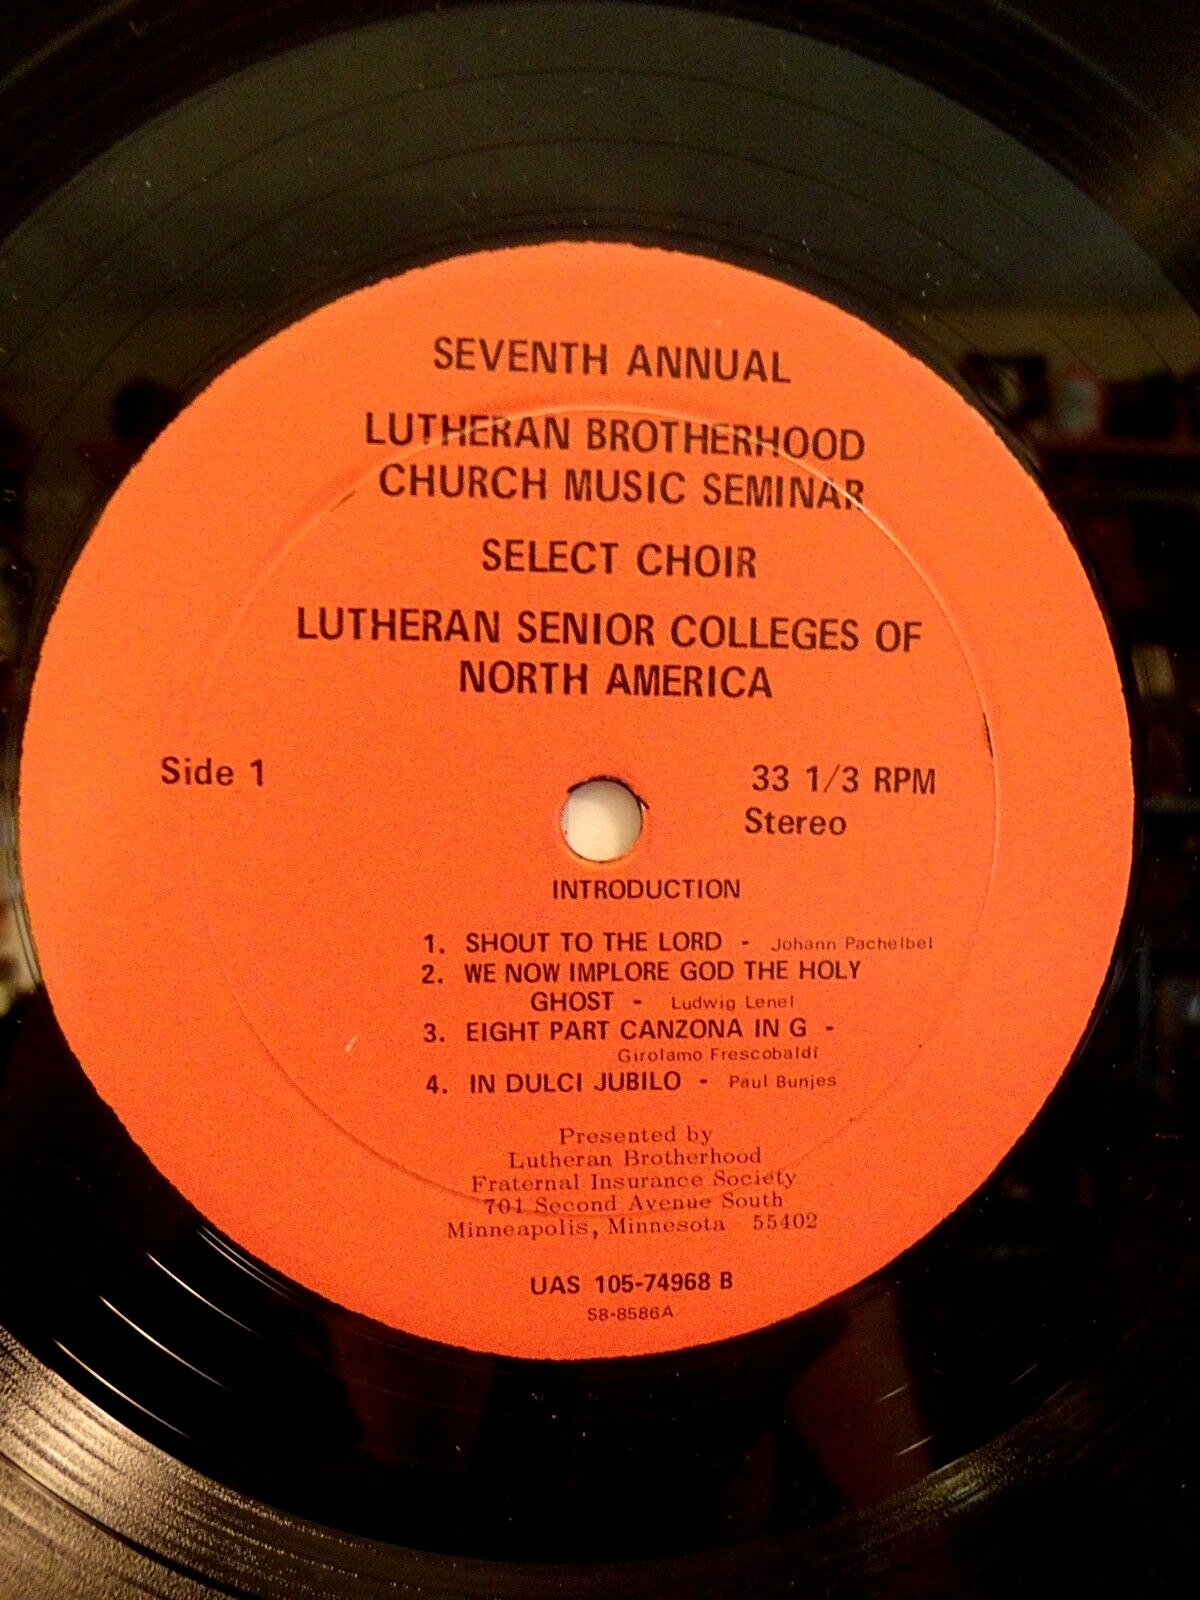 SEVENTH ANNUAL
LUTHERAN BROTHERHOOD
CHURCH MUSIC SEMINAR
SELECT CHOIR
LUTHERAN SENIOR COLLEGES OF
NORTH AMERICA
Side 1
33 1/3 RPM
Stereo
INTRODUCTION
1. SHOUT TO THE LORD - Johann Pachelbel
2. WE NOW IMPLORE GOD THE HOLY
GHOST - Ludwig Lenel
3. EIGHT PART CANZONA IN G -
Girolamo Frescobaldi
4. IN DULCI JUBILO - Paul Bunjes
Presented by
Lutheran Brotherhood
Fraternal Insurance Society
701 Second Avenue South
Minneapolis, Minnesota 55402
UAS 105-74968 B
S8-8586A